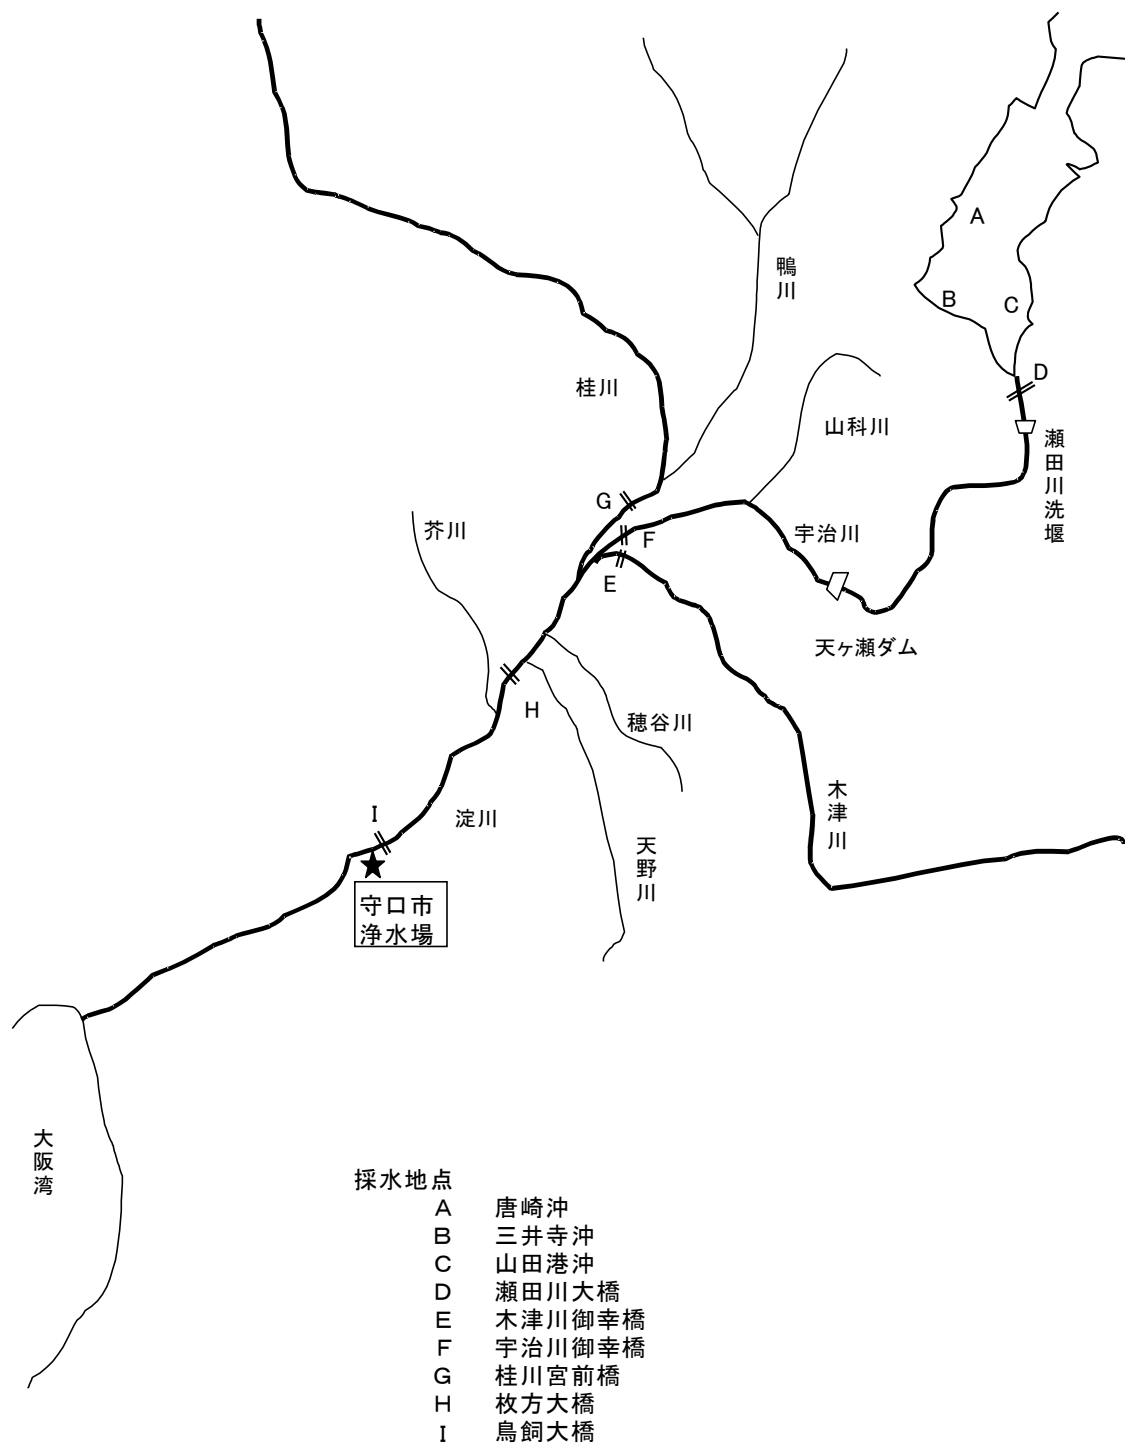 A
鴨川
B
C
D
桂川
山科川
瀬田川洗堰
G
芥川
F
宇治川
E
天ヶ瀬ダム
H
穂谷川
木津川
I
淀川
天野川
守口市
浄水場
大阪湾
採水地点
A 唐崎沖
B 三井寺沖
C 山田港沖
D 瀬田川大橋
E 木津川御幸橋
F 宇治川御幸橋
G 桂川宮前橋
H 枚方大橋
I 鳥飼大橋